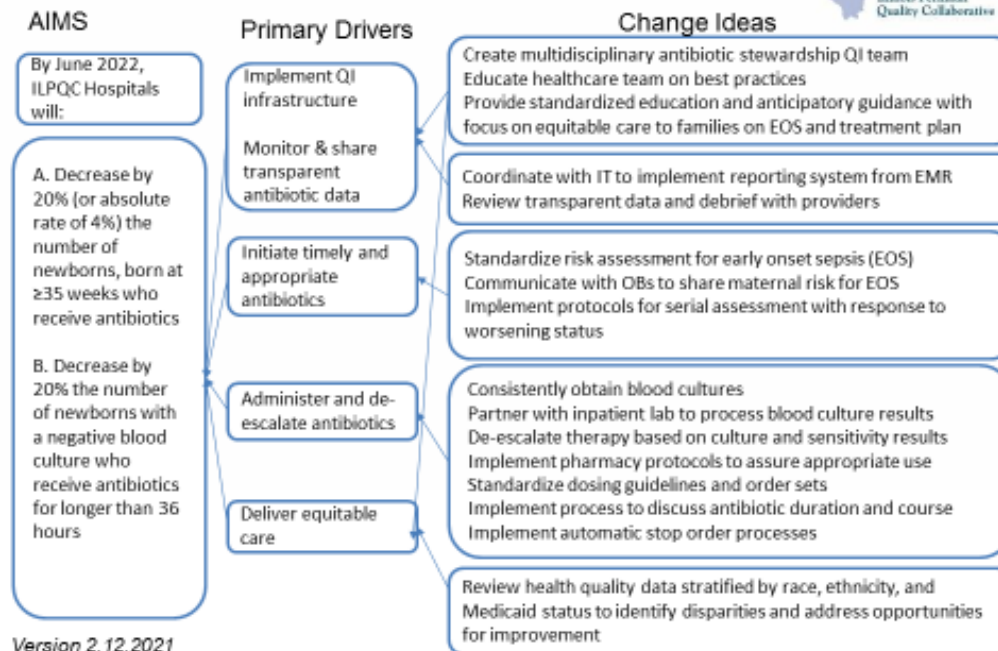 Quality Collaborative
AIMS
Primary Drivers
Change Ideas
By June 2022,
ILPQC Hospitals
will:
A. Decrease by
20% (or absolute
rate of 4%) the
number of
newborns, born at
≥35 weeks who
receive antibiotics
B. Decrease by
20% the number
of newborns with
a negative blood
culture who
receive antibiotics
for longer than 36
hours
Implement QI
infrastructure
Monitor & share
transparent
antibiotic data
Initiate timely and
appropriate
antibiotics
Administer and de-
escalate antibiotics
Deliver equitable
care
Create multidisciplinary antibiotic stewardship QI team
Educate healthcare team on best practices
Provide standardized education and anticipatory guidance with
focus on equitable care to families on EOS and treatment plan
Coordinate with IT to implement reporting system from EMR
Review transparent data and debrief with providers
Standardize risk assessment for early onset sepsis (EOS)
Communicate with OBs to share maternal risk for EOS
Implement protocols for serial assessment with response to
worsening status
Consistently obtain blood cultures
Partner with inpatient lab to process blood culture results
De-escalate therapy based on culture and sensitivity results
Implement pharmacy protocols to assure appropriate use
Standardize dosing guidelines and order sets
Implement process to discuss antibiotic duration and course
Implement automatic stop order processes
Review health quality data stratified by race, ethnicity, and
Medicaid status to identify disparities and address opportunities
for improvement
Version 2.12.2021